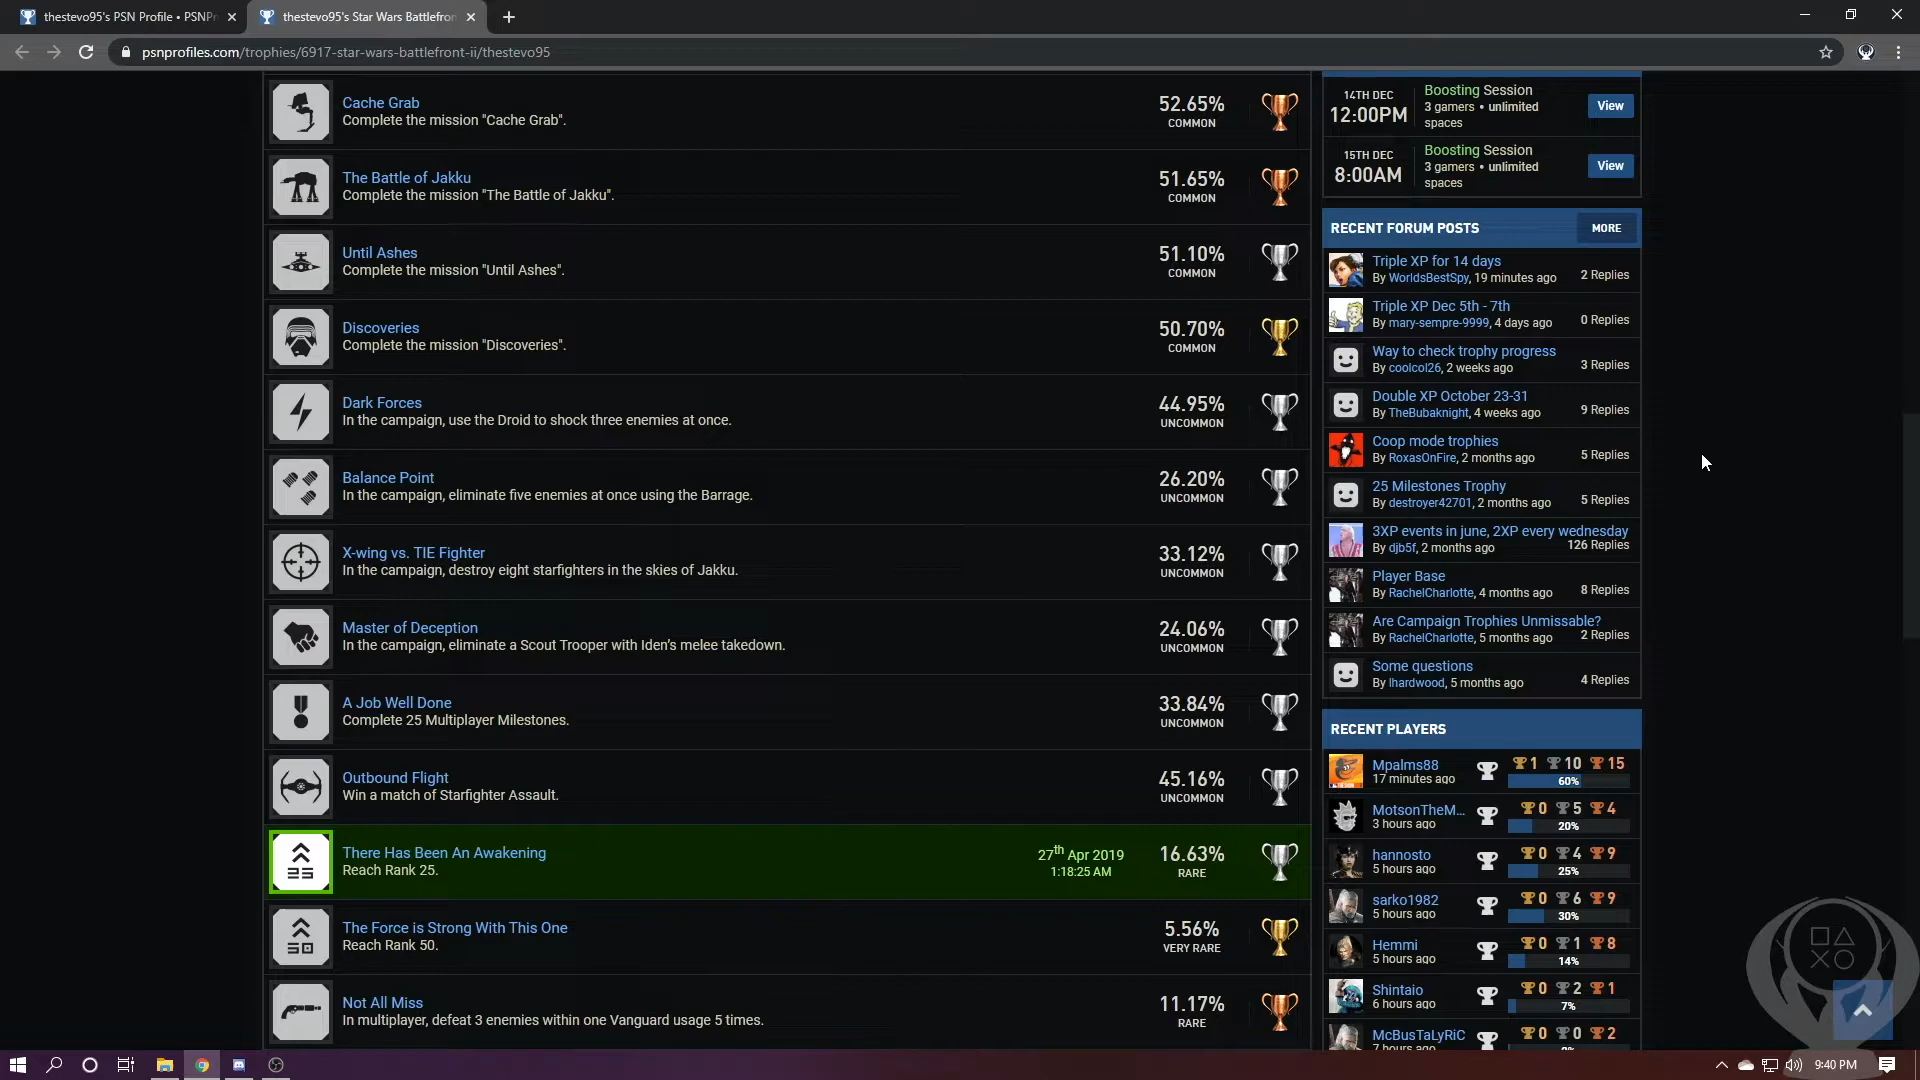 thestevo95's PSN Profile • PSNPr
thestevo95's Star Wars Battlefron
psnprofiles.com/trophies/6917-star-wars-battlefront-ii/thestevo95
Cache Grab
Complete the mission "Cache Grab".
52.65%
COMMON
The Battle of Jakku
Complete the mission "The Battle of Jakku".
51.65%
COMMON
Until Ashes
Complete the mission "Until Ashes".
51.10%
COMMON
Discoveries
Complete the mission "Discoveries".
50.70%
COMMON
Dark Forces
In the campaign, use the Droid to shock three enemies at once.
44.95%
UNCOMMON
Balance Point
In the campaign, eliminate five enemies at once using the Barrage.
26.20%
UNCOMMON
X-wing vs. TIE Fighter
In the campaign, destroy eight starfighters in the skies of Jakku.
33.12%
UNCOMMON
Master of Deception
In the campaign, eliminate a Scout Trooper with Iden's melee takedown.
24.06%
UNCOMMON
A Job Well Done
Complete 25 Multiplayer Milestones.
33.84%
UNCOMMON
Outbound Flight
Win a match of Starfighter Assault.
45.16%
UNCOMMON
25
There Has Been An Awakening
Reach Rank 25.
27th Apr 2019
1:18:25 AM
16.63%
RARE
50
The Force is Strong With This One
Reach Rank 50.
5.56%
VERY RARE
Not All Miss
In multiplayer, defeat 3 enemies within one Vanguard usage 5 times.
11.17%
RARE
14TH DEC
12:00PM
Boosting Session
3 gamers • unlimited
spaces
View
15TH DEC
8:00AM
Boosting Session
3 gamers • unlimited
spaces
View
RECENT FORUM POSTS
MORE
Triple XP for 14 days
By WorldsBestSpy, 19 minutes ago
2 Replies
Triple XP Dec 5th - 7th
By mary-sempre-9999, 4 days ago
0 Replies
Way to check trophy progress
By coolcol26, 2 weeks ago
3 Replies
Double XP October 23-31
By TheBubaknight, 4 weeks ago
9 Replies
Coop mode trophies
By RoxasOnFire, 2 months ago
5 Replies
25 Milestones Trophy
By destroyer42701, 2 months ago
5 Replies
3XP events in june, 2XP every wednesday
By djb5f, 2 months ago
126 Replies
Player Base
By RachelCharlotte, 4 months ago
8 Replies
Are Campaign Trophies Unmissable?
By RachelCharlotte, 5 months ago
2 Replies
Some questions
By lhardwood, 5 months ago
4 Replies
RECENT PLAYERS
Mpalms88
17 minutes ago
1 10 15
60%
MotsonTheM...
3 hours ago
0 5 4
20%
hannosto
5 hours ago
0 4 9
25%
sarko1982
5 hours ago
0 6 9
30%
Hemmi
5 hours ago
0 1 8
14%
Shintaio
6 hours ago
0 2 1
7%
McBusTaLyRiC
7 hours ago
0 0 2
9:40 PM